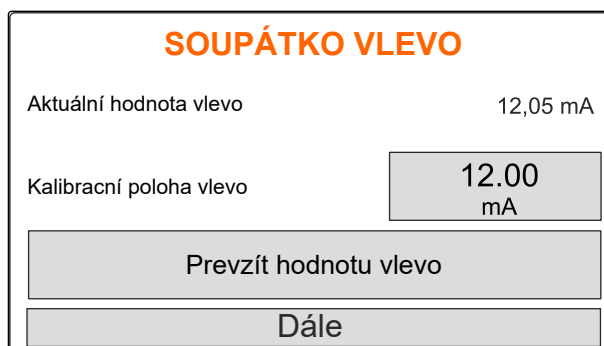 SOUPÁTKO VLEVO
Aktuální hodnota vlevo 12,05 mA
Kalibracní poloha vlevo 12.00
mA
Prevzít hodnotu vlevo
Dále